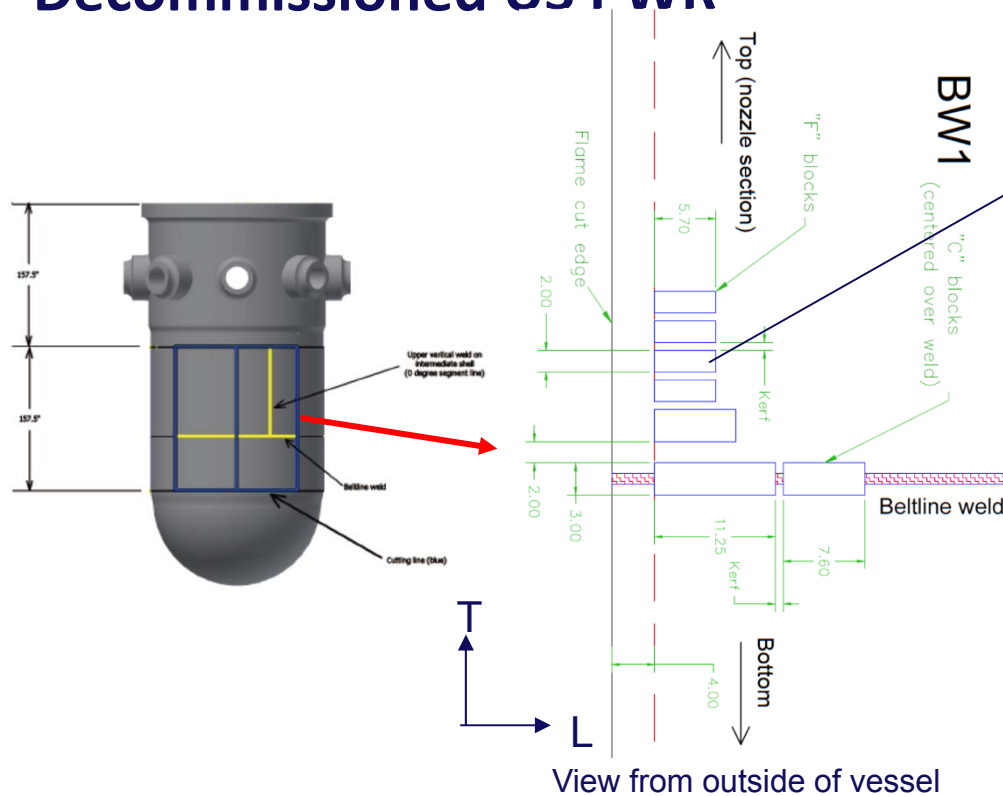 Decommissioned US PWR
157.5"
157.5"
Upper vertical weld on
intermediate shell
(0 degree segment line)
Beltline weld
Cutting line (blue)
T
L
BW1
Top (nozzle section)
"F" blocks
"C" blocks
(centered over weld)
Flame cut edge
5.70
2.00
Kerf
2.00
3.00
11.25
Kerf
7.60
Beltline weld
4.00
Bottom
View from outside of vessel